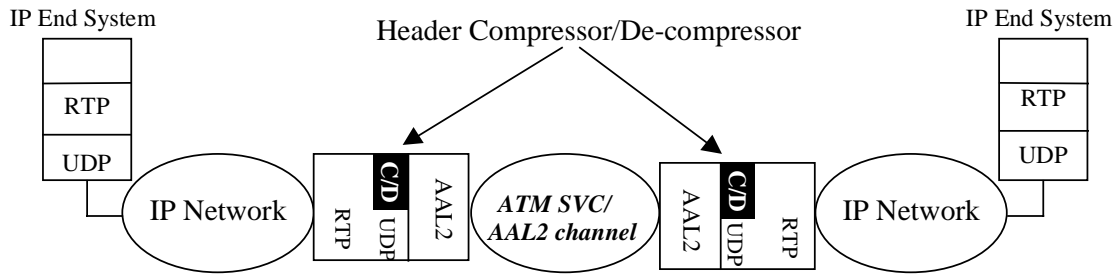 IP End System
IP End System
Header Compressor/De-compressor
RTP
UDP
RTP
UDP
IP Network
RTP
C/D
UDP
AAL2
ATM SVC/
AAL2 channel
AAL2
C/D
UDP
RTP
IP Network